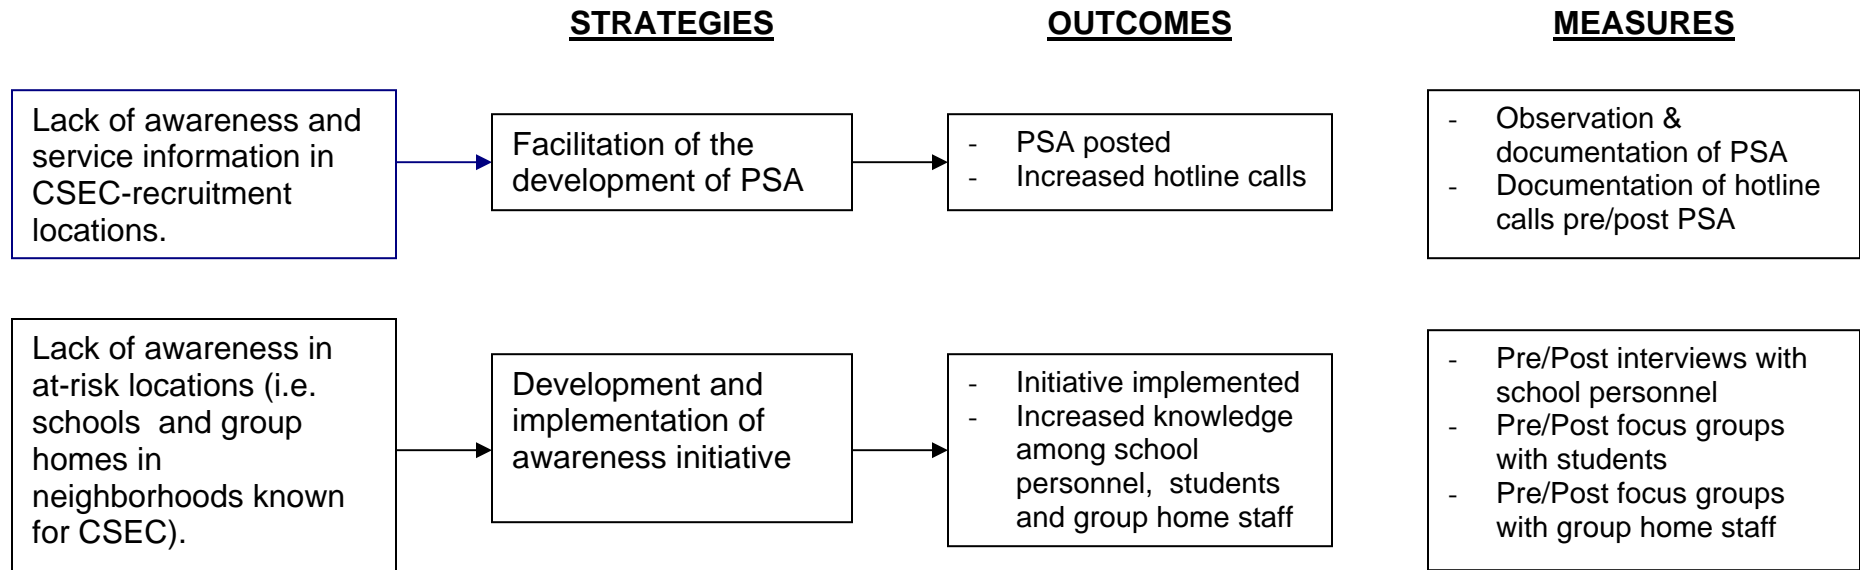 STRATEGIES
OUTCOMES
MEASURES
Lack of awareness and
service information in
CSEC-recruitment
locations.
Facilitation of the
development of PSA
- PSA posted
- Increased hotline calls
- Observation &
documentation of PSA
- Documentation of hotline
calls pre/post PSA
Lack of awareness in
at-risk locations (i.e.
schools and group
homes in
neighborhoods known
for CSEC).
Development and
implementation of
awareness initiative
- Initiative implemented
- Increased knowledge
among school
personnel, students
and group home staff
- Pre/Post interviews with
school personnel
- Pre/Post focus groups
with students
- Pre/Post focus groups
with group home staff